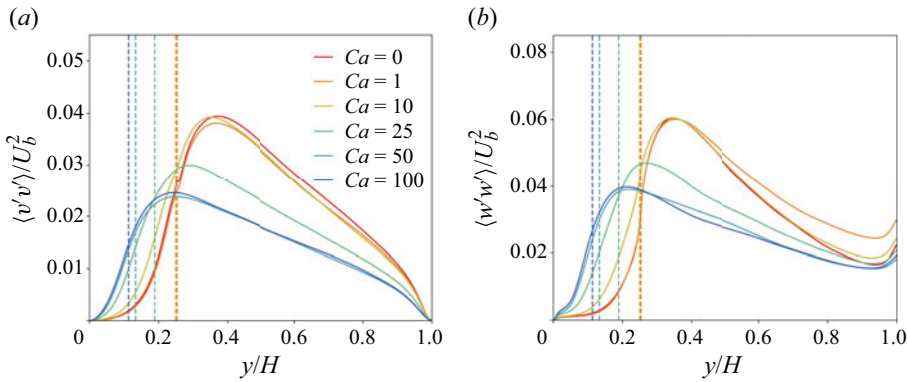 (a)
0.05
0.04
0.03
0.02
0.01
0
0.2
0.4
0.6
0.8
1.0
y/H
⟨v′v′⟩/U_b^2
Ca = 0
Ca = 1
Ca = 10
Ca = 25
Ca = 50
Ca = 100
(b)
0.08
0.06
0.04
0.02
0
0.2
0.4
0.6
0.8
1.0
y/H
⟨w′w′⟩/U_b^2